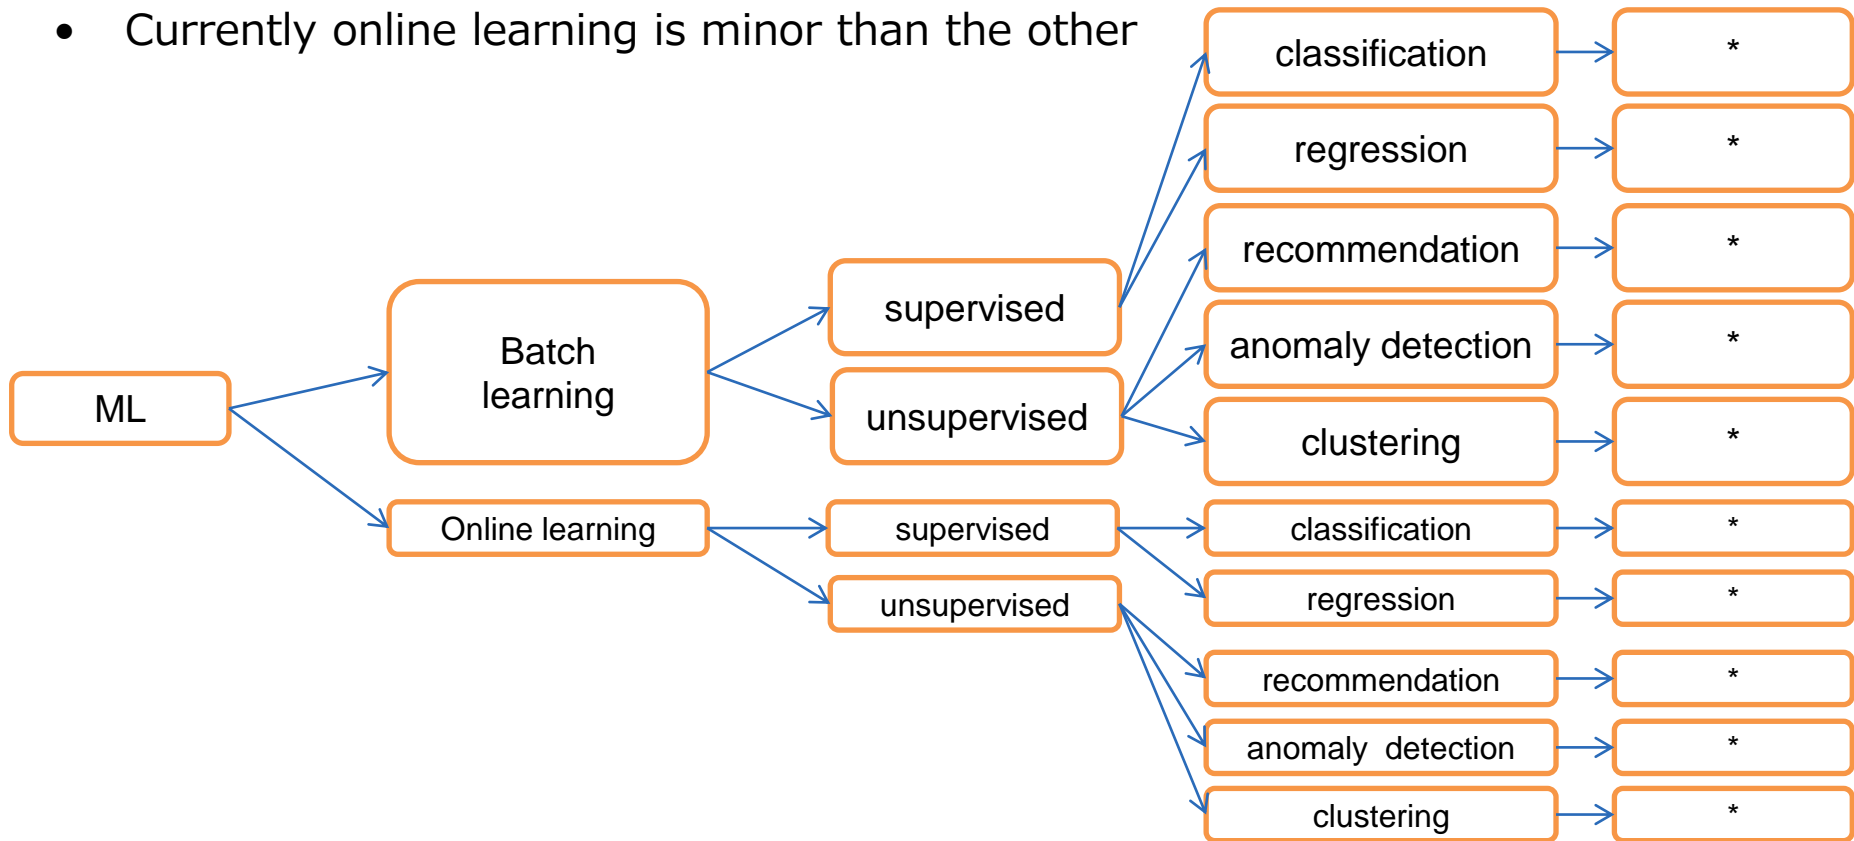 • Currently online learning is minor than the other
classification *
regression *
recommendation *
supervised
anomaly detection *
Batch
learning
ML
unsupervised
clustering *
Online learning supervised classification *
unsupervised regression *
recommendation *
anomaly detection *
clustering *